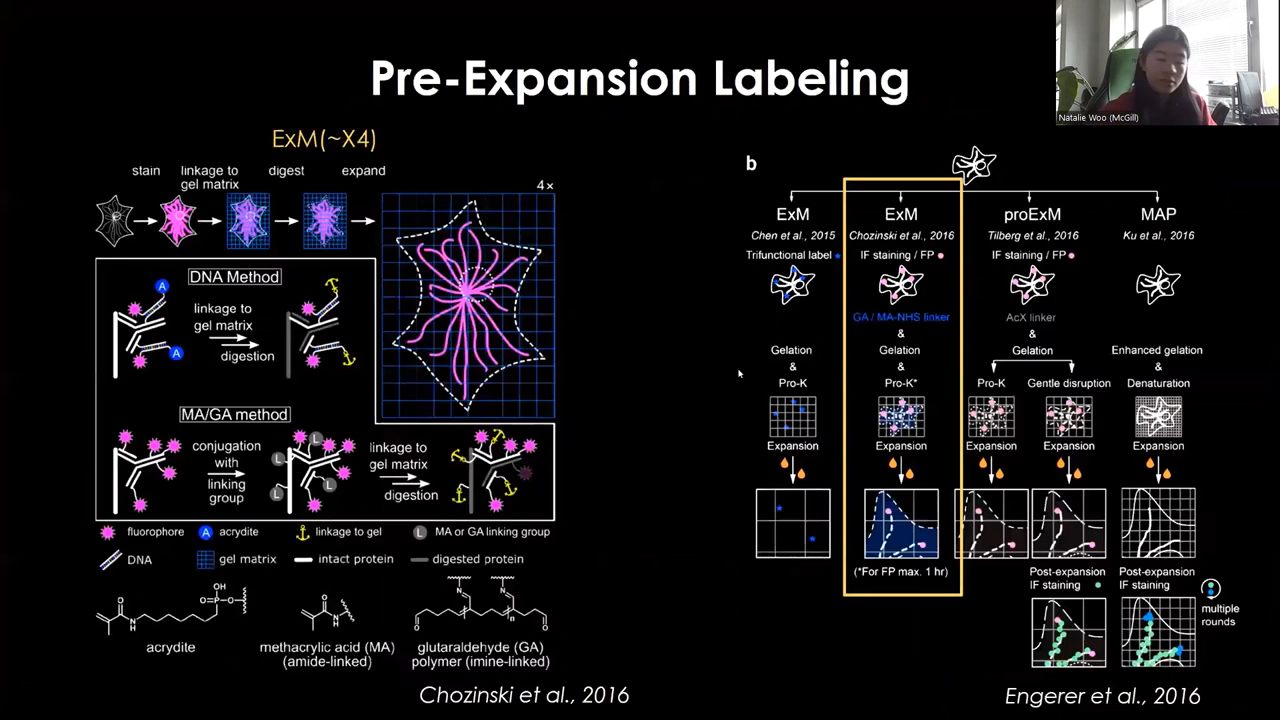 Pre-Expansion Labeling
Natalie Woo (McGill)
ExM(~X4)
stain
linkage to
gel matrix
digest
expand
4×
DNA Method
A
linkage to
gel matrix
digestion
A
MA/GA method
conjugation
with
linking
group
L
L
L
L
linkage to
gel matrix
digestion
fluorophore
A
acrydite
linkage to gel
L
MA or GA linking group
DNA
gel matrix
intact protein
digested protein
O
N
H
OH
O-P-O
O
acrydite
O
N
H
methacrylic acid (MA)
(amide-linked)
N
N
O
O
n
glutaraldehyde (GA)
polymer (imine-linked)
Chozinski et al., 2016
b
ExM
Chen et al., 2015
Trifunctional label
Gelation
&
Pro-K
Expansion
ExM
Chozinski et al., 2016
IF staining / FP
GA / MA-NHS linker
&
Gelation
&
Pro-K*
Expansion
(*For FP max. 1 hr)
proExM
Tilberg et al., 2016
IF staining / FP
AcX linker
&
Gelation
Pro-K
Gentle disruption
Expansion
Expansion
Post-expansion
IF staining
MAP
Ku et al., 2016
Enhanced gelation
&
Denaturation
Expansion
Post-expansion
IF staining
multiple
rounds
Engerer et al., 2016